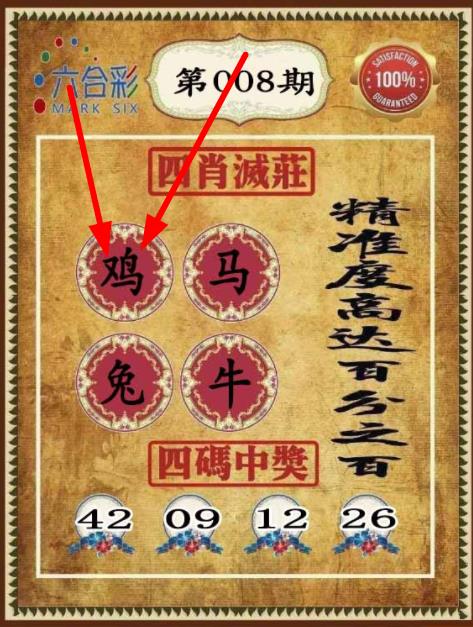 六合彩
MARK SIX
第008期
SATISFACTION
100%
GUARANTEED
四肖滅莊
鸡 马
兔 牛
精准度高达百分之百
四碼中獎
42 09 12 26